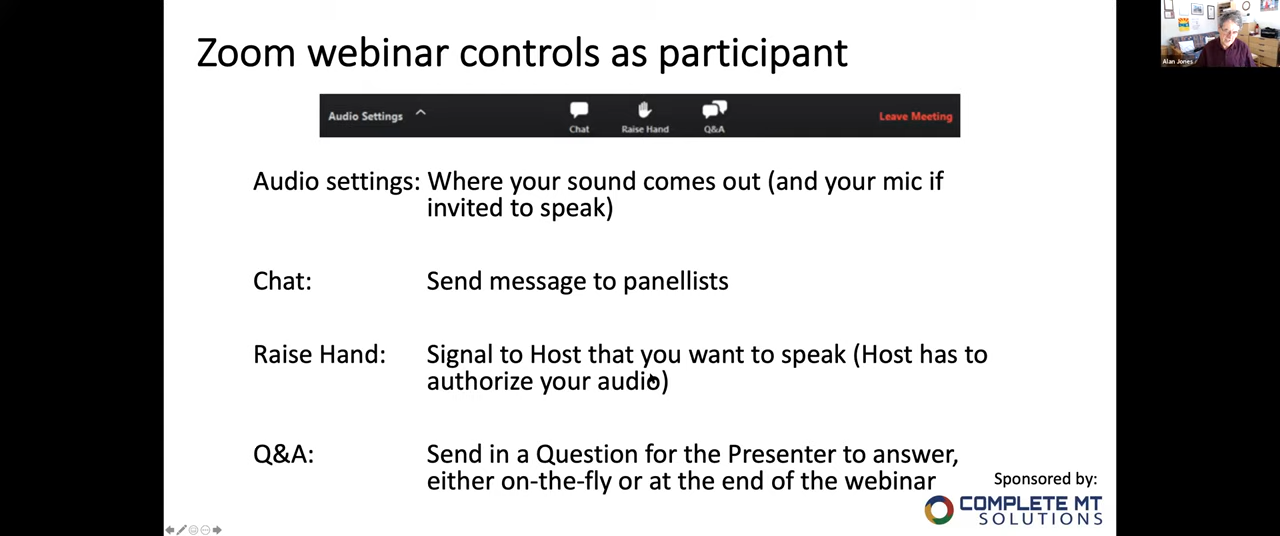 Zoom webinar controls as participant
Alan Jones
Audio Settings
Chat
Raise Hand
Q&A
Leave Meeting
Audio settings: Where your sound comes out (and your mic if
invited to speak)
Chat: Send message to panellists
Raise Hand: Signal to Host that you want to speak (Host has to
authorize your audio)
Q&A: Send in a Question for the Presenter to answer,
either on-the-fly or at the end of the webinar
Sponsored by:
COMPLETE MT
SOLUTIONS